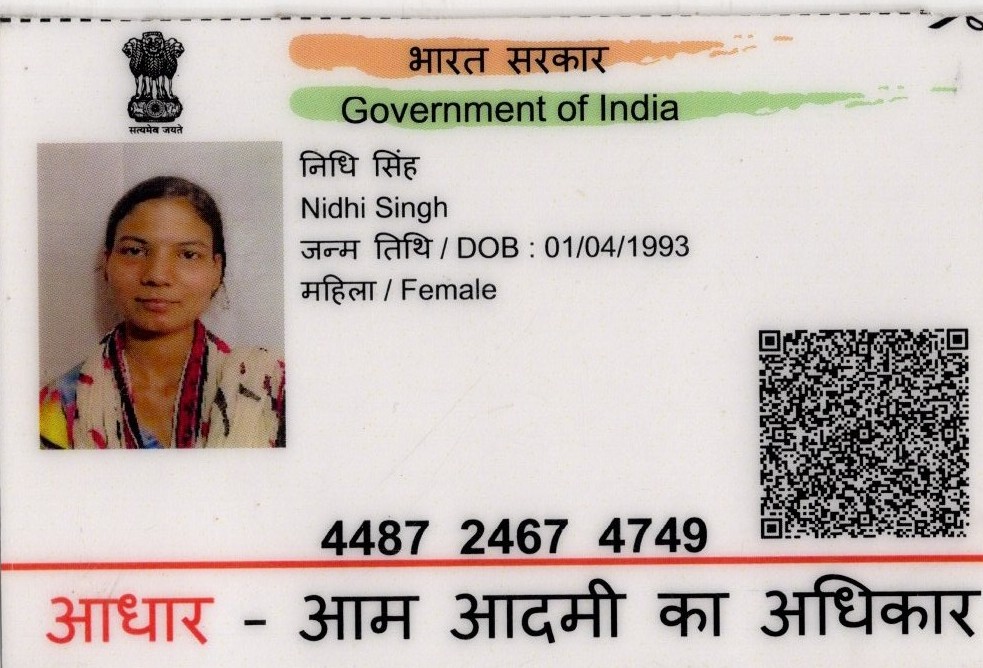 सत्यमेव जयते
भारत सरकार
Government of India
निधि सिंह
Nidhi Singh
जन्म तिथि / DOB : 01/04/1993
महिला / Female
4487 2467 4749
आधार - आम आदमी का अधिकार